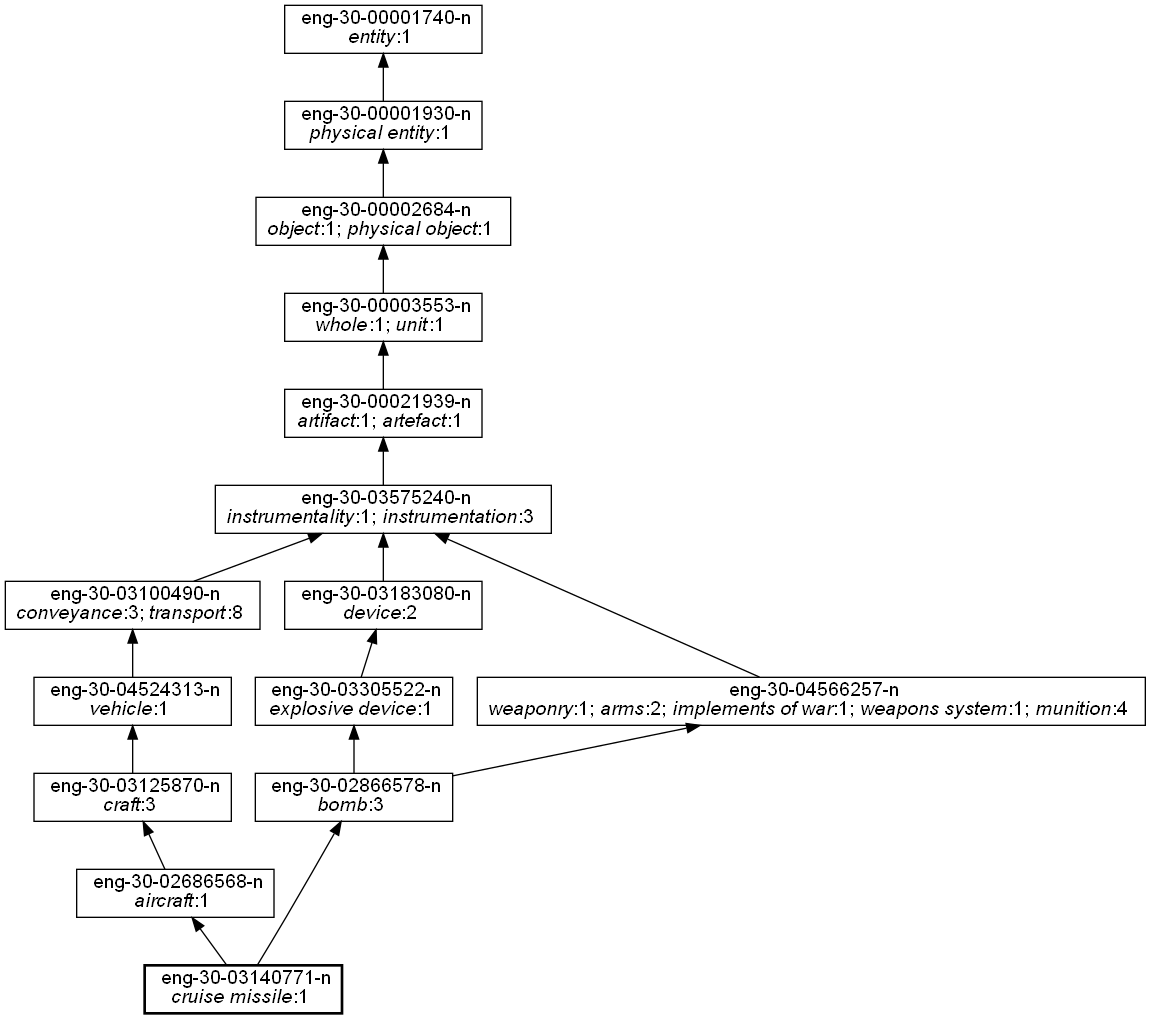 eng-30-00001740-n
entity:1
eng-30-00001930-n
physical entity:1
eng-30-00002684-n
object:1; physical object:1
eng-30-00003553-n
whole:1; unit:1
eng-30-00021939-n
artifact:1; artefact:1
eng-30-03575240-n
instrumentality:1; instrumentation:3
eng-30-03100490-n
conveyance:3; transport:8
eng-30-03183080-n
device:2
eng-30-04524313-n
vehicle:1
eng-30-03305522-n
explosive device:1
eng-30-04566257-n
weaponry:1; arms:2; implements of war:1; weapons system:1; munition:4
eng-30-03125870-n
craft:3
eng-30-02866578-n
bomb:3
eng-30-02686568-n
aircraft:1
eng-30-03140771-n
cruise missile:1